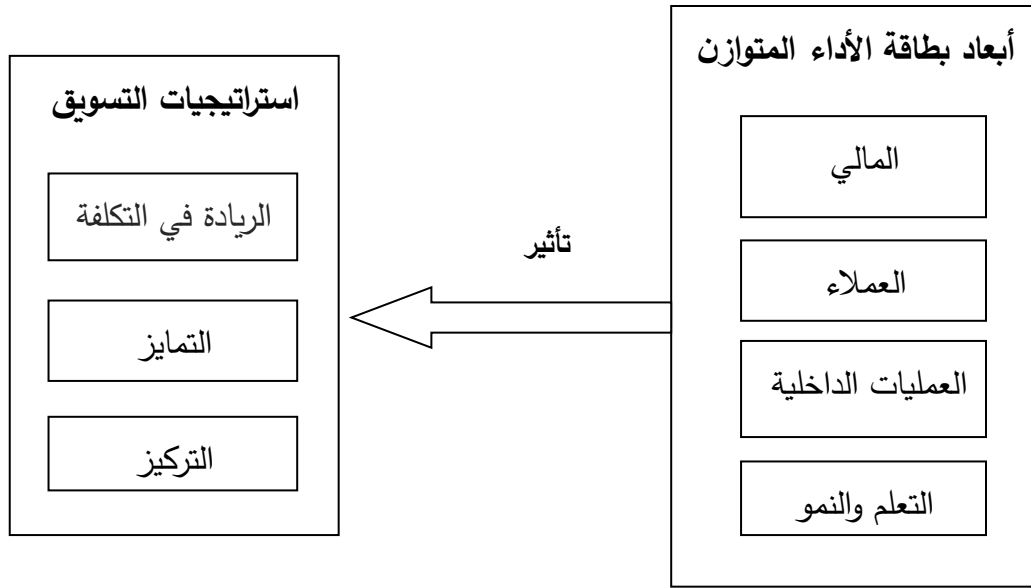 أبعاد بطاقة الأداء المتوازن
المالي
العملاء
العمليات الداخلية
التعلم والنمو
تأثير
استراتيجيات التسويق
الريادة في التكلفة
التمايز
التركيز